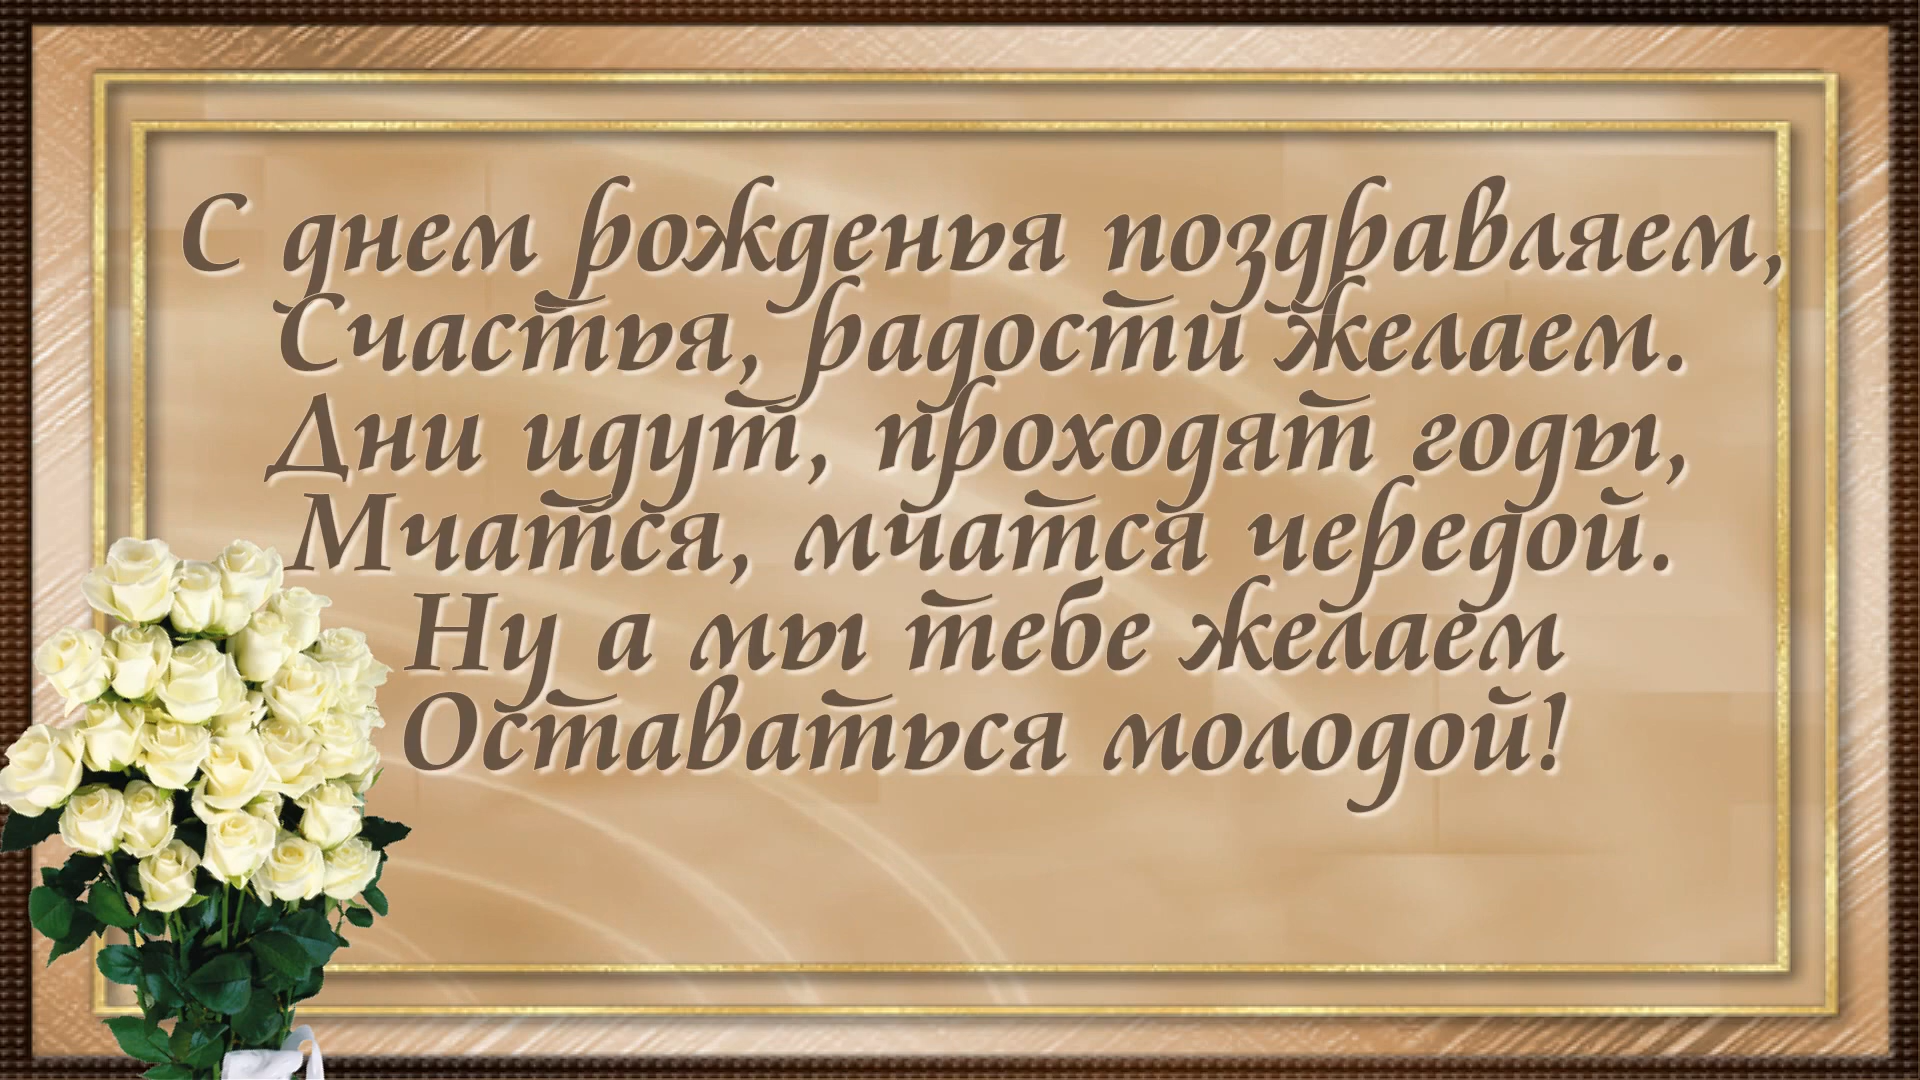 С днем рожденья поздравляем,
Счастья, радости желаем.
Дни идут, проходят годы,
Мчатся, мчатся чередой.
Ну а мы тебе желаем
Оставаться молодой!